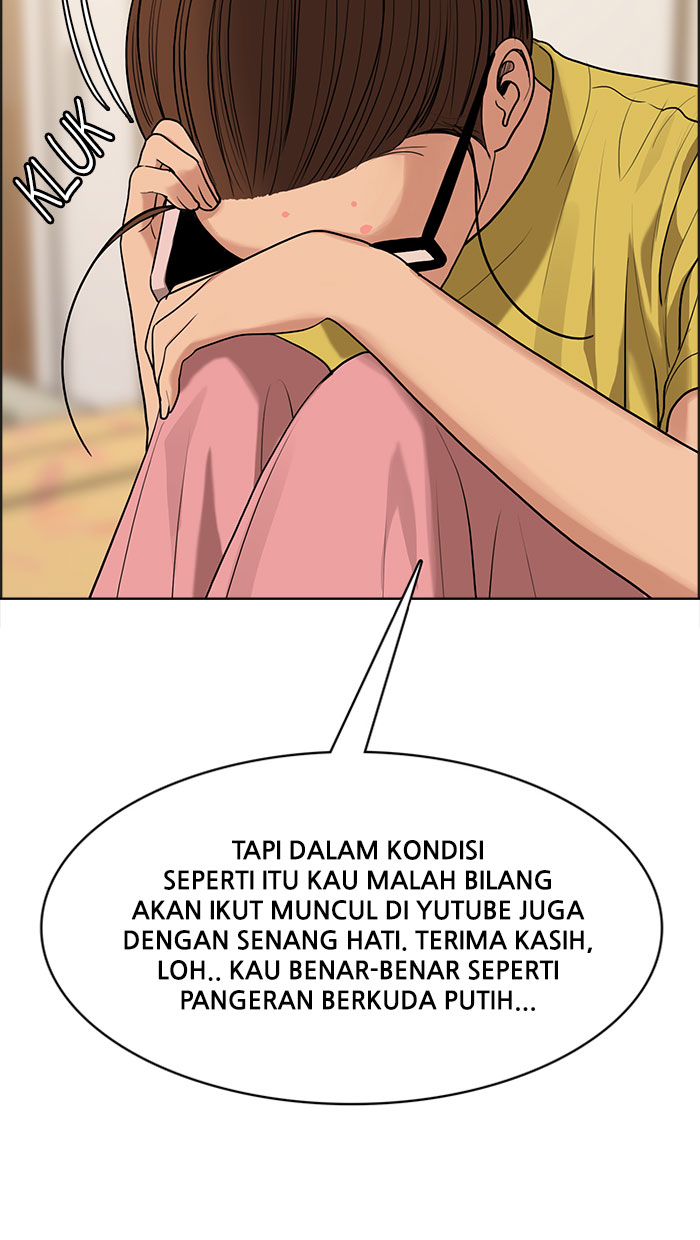 KLUK
TAPI DALAM KONDISI
SEPERTI ITU KAU MALAH BILANG
AKAN IKUT MUNCUL DI YUTUBE JUGA
DENGAN SENANG HATI. TERIMA KASIH,
LOH.. KAU BENAR-BENAR SEPERTI
PANGERAN BERKUDA PUTIH...